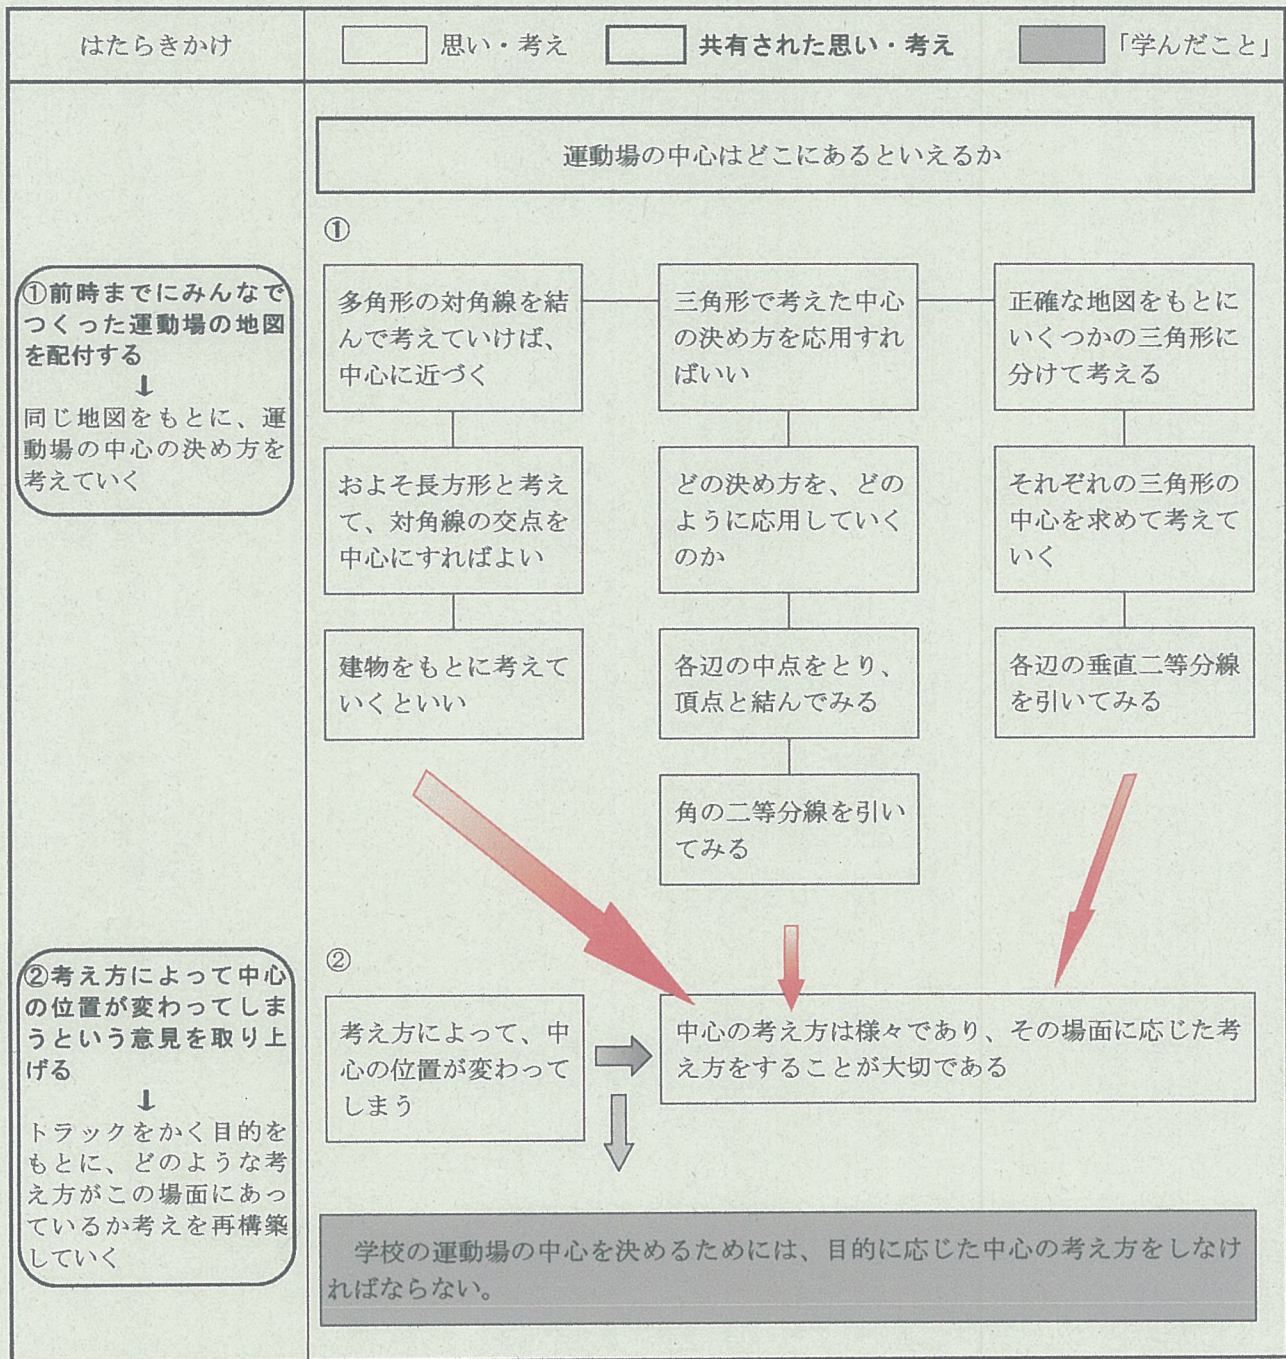 はたらきかけ
思い・考え
共有された思い・考え
「学んだこと」
運動場の中心はどこにあるといえるか
①
①前時までにみんなで
つくった運動場の地図
を配付する
↓
同じ地図をもとに、運
動場の中心の決め方を
考えていく
多角形の対角線を結
んで考えていけば、
中心に近づく
三角形で考えた中心
の決め方を応用すれ
ばいい
正確な地図をもとに
いくつかの三角形に
分けて考える
およそ長方形と考え
て、対角線の交点を
中心にすればよい
どの決め方を、どの
ように応用していく
のか
それぞれの三角形の
中心を求めて考えて
いく
建物をもとに考えて
いくといい
各辺の中点をとり、
頂点と結んでみる
各辺の垂直二等分線
を引いてみる
角の二等分線を引い
てみる
②考え方によって中心
の位置が変わってしま
うという意見を取り上
げる
↓
トラックをかく目的を
もとに、どのような考
え方がこの場面にあっ
ているか考えを再構築
していく
②
考え方によって、中
心の位置が変わって
しまう
中心の考え方は様々であり、その場面に応じた考
え方をすることが大切である
学校の運動場の中心を決めるためには、目的に応じた中心の考え方をしなけ
ればならない。